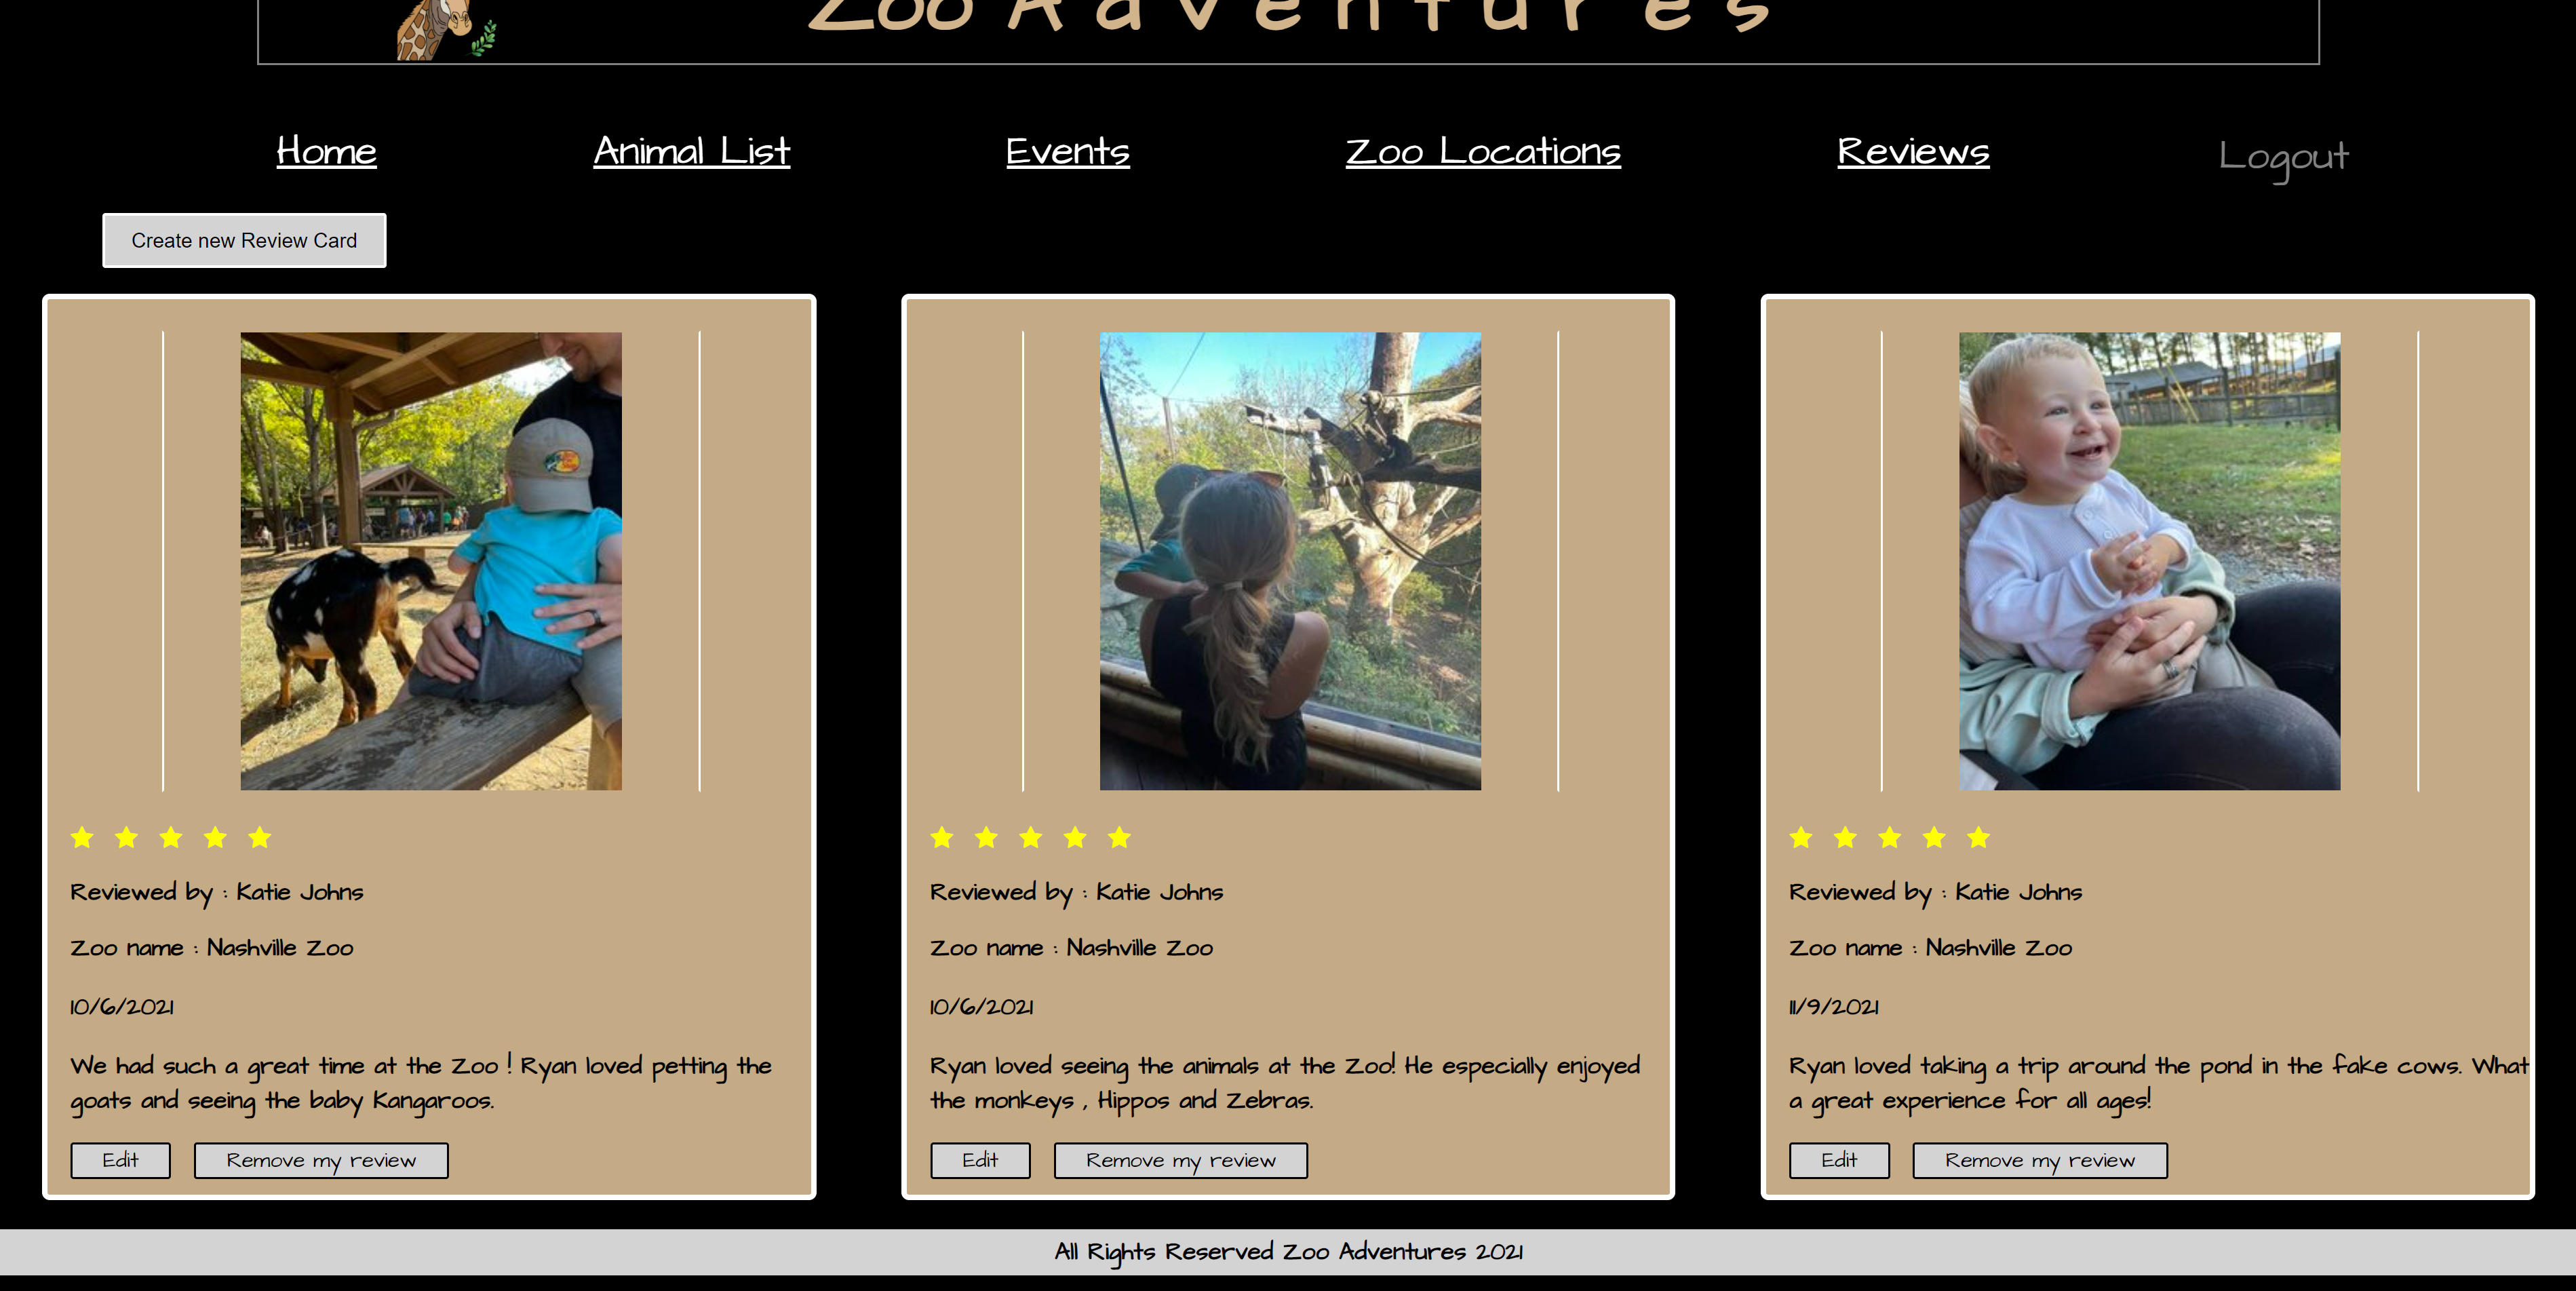 Zoo Adventures
Home Animal List Events Zoo Locations Reviews Logout
Create new Review Card
Reviewed by : Katie Johns
Zoo name : Nashville Zoo
10/6/2021
We had such a great time at the Zoo ! Ryan loved petting the
goats and seeing the baby Kangaroos.
Edit Remove my review
Reviewed by : Katie Johns
Zoo name : Nashville Zoo
10/6/2021
Ryan loved seeing the animals at the Zoo! He especially enjoyed
the monkeys , Hippos and Zebras.
Edit Remove my review
Reviewed by : Katie Johns
Zoo name : Nashville Zoo
11/9/2021
Ryan loved taking a trip around the pond in the fake cows. What
a great experience for all ages!
Edit Remove my review
All Rights Reserved Zoo Adventures 2021